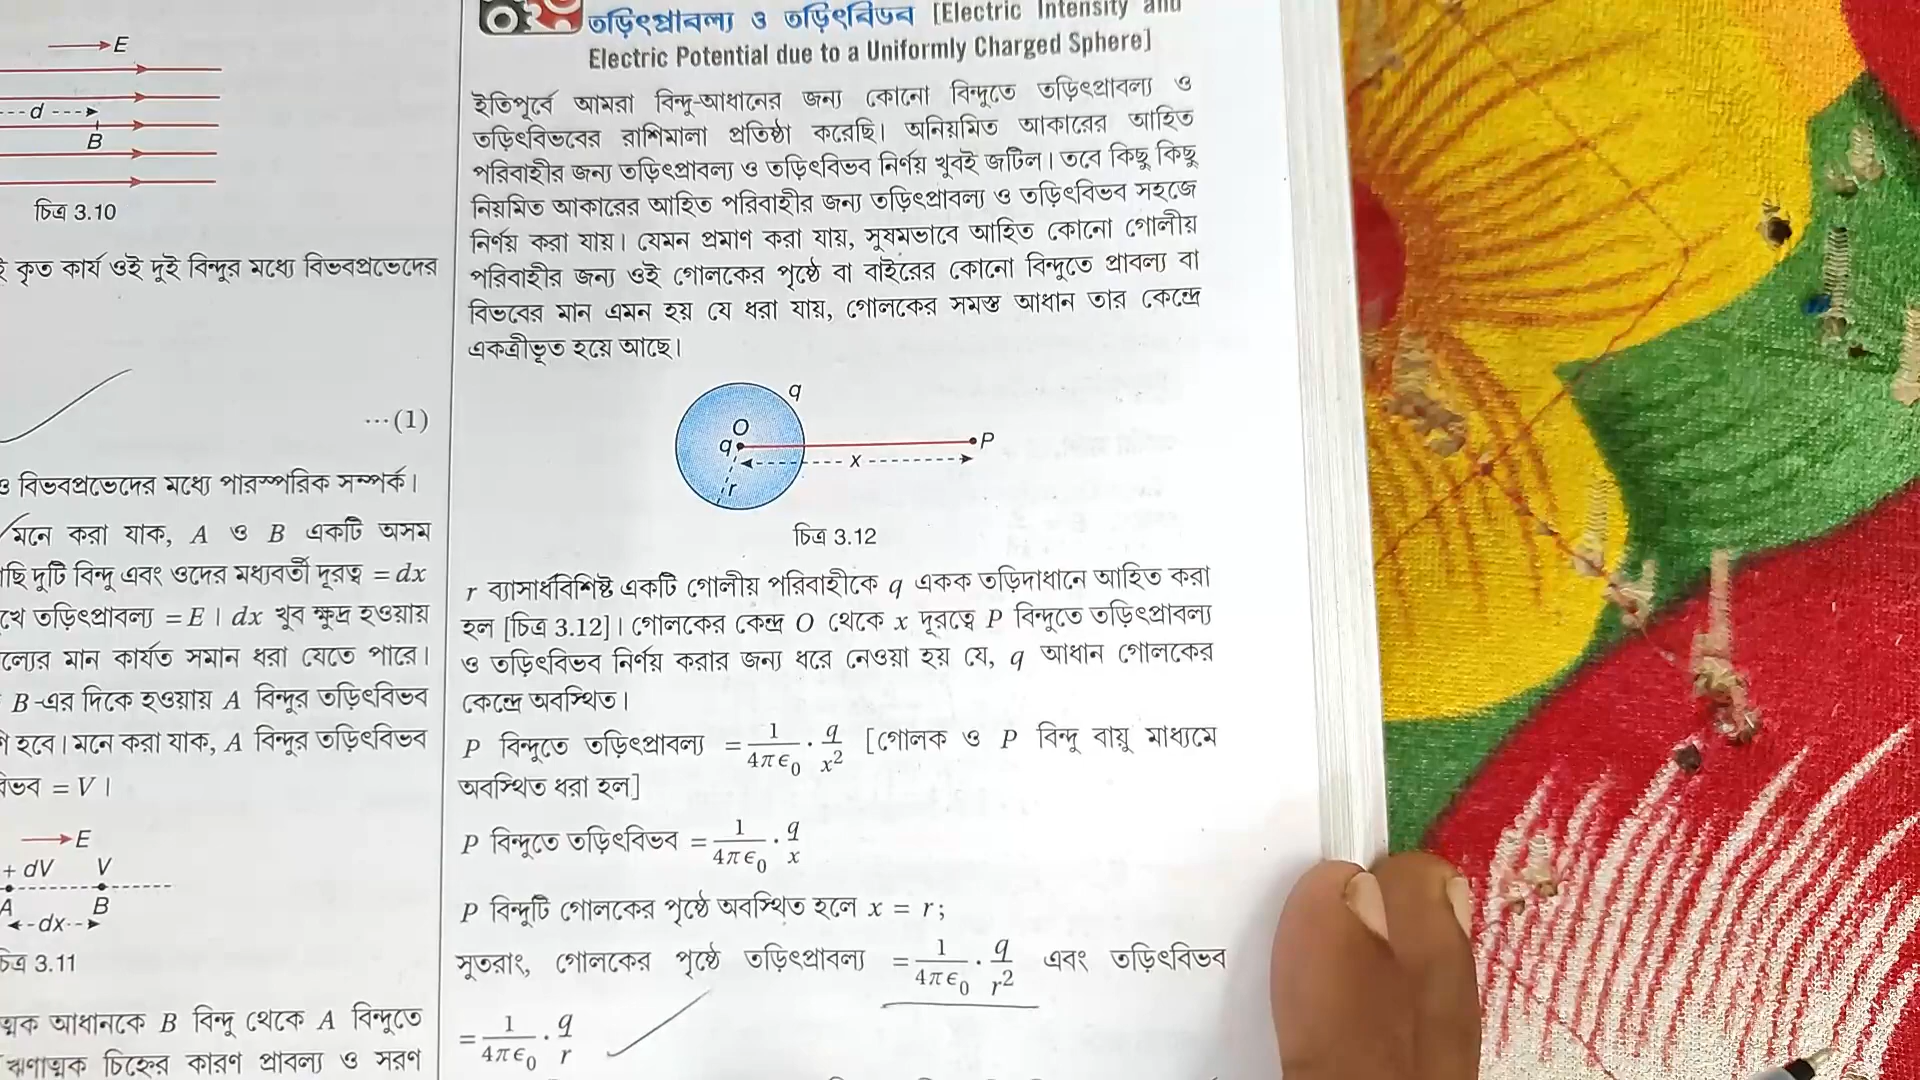 →E
d
B
চিত্র 3.10
কৃত কার্য ওই দুই বিন্দুর মধ্যে বিভবপ্রভেদের
...(1)
ও বিভবপ্রভেদের মধ্যে পারস্পরিক সম্পর্ক।
মনে করা যাক, A ও B একটি অসম
দুটি বিন্দু এবং ওদের মধ্যবর্তী দূরত্ব = dx
তড়িৎপ্রাবল্য = E। dx খুব ক্ষুদ্র হওয়ায়
মান কার্যত সমান ধরা যেতে পারে।
B-এর দিকে হওয়ায় A বিন্দুর তড়িৎবিভব
হবে। মনে করা যাক, A বিন্দুর তড়িৎবিভব
= V।
→E
+ dV V
A B
dx
3.11
আধানকে B বিন্দু থেকে A বিন্দুতে
ঋণাত্মক চিহ্নের কারণ প্রাবল্য ও সরণ
তড়িৎপ্রাবল্য ও তড়িৎবিভব [Electric Intensity and
Electric Potential due to a Uniformly Charged Sphere]
ইতিপূর্বে আমরা বিন্দু-আধানের জন্য কোনো বিন্দুতে তড়িৎপ্রাবল্য ও
তড়িৎবিভবের রাশিমালা প্রতিষ্ঠা করেছি। অনিয়মিত আকারের আহিত
পরিবাহীর জন্য তড়িৎপ্রাবল্য ও তড়িৎবিভব নির্ণয় খুবই জটিল। তবে কিছু কিছু
নিয়মিত আকারের আহিত পরিবাহীর জন্য তড়িৎপ্রাবল্য ও তড়িৎবিভব সহজে
নির্ণয় করা যায়। যেমন প্রমাণ করা যায়, সুষমভাবে আহিত কোনো গোলীয়
পরিবাহীর জন্য ওই গোলকের পৃষ্ঠে বা বাইরের কোনো বিন্দুতে প্রাবল্য বা
বিভবের মান এমন হয় যে ধরা যায়, গোলকের সমস্ত আধান তার কেন্দ্রে
একত্রীভূত হয়ে আছে।
q
O
q
P
x
r
চিত্র 3.12
r ব্যাসার্ধবিশিষ্ট একটি গোলীয় পরিবাহীকে q একক তড়িদাধানে আহিত করা
হল [চিত্র 3.12]। গোলকের কেন্দ্র O থেকে x দূরত্বে P বিন্দুতে তড়িৎপ্রাবল্য
ও তড়িৎবিভব নির্ণয় করার জন্য ধরে নেওয়া হয় যে, q আধান গোলকের
কেন্দ্রে অবস্থিত।
P বিন্দুতে তড়িৎপ্রাবল্য = 1/4πϵ₀ · q/x² [গোলক ও P বিন্দু বায়ু মাধ্যমে
অবস্থিত ধরা হল]
P বিন্দুতে তড়িৎবিভব = 1/4πϵ₀ · q/x
P বিন্দুটি গোলকের পৃষ্ঠে অবস্থিত হলে x = r;
সুতরাং, গোলকের পৃষ্ঠে তড়িৎপ্রাবল্য = 1/4πϵ₀ · q/r² এবং তড়িৎবিভব
= 1/4πϵ₀ · q/r